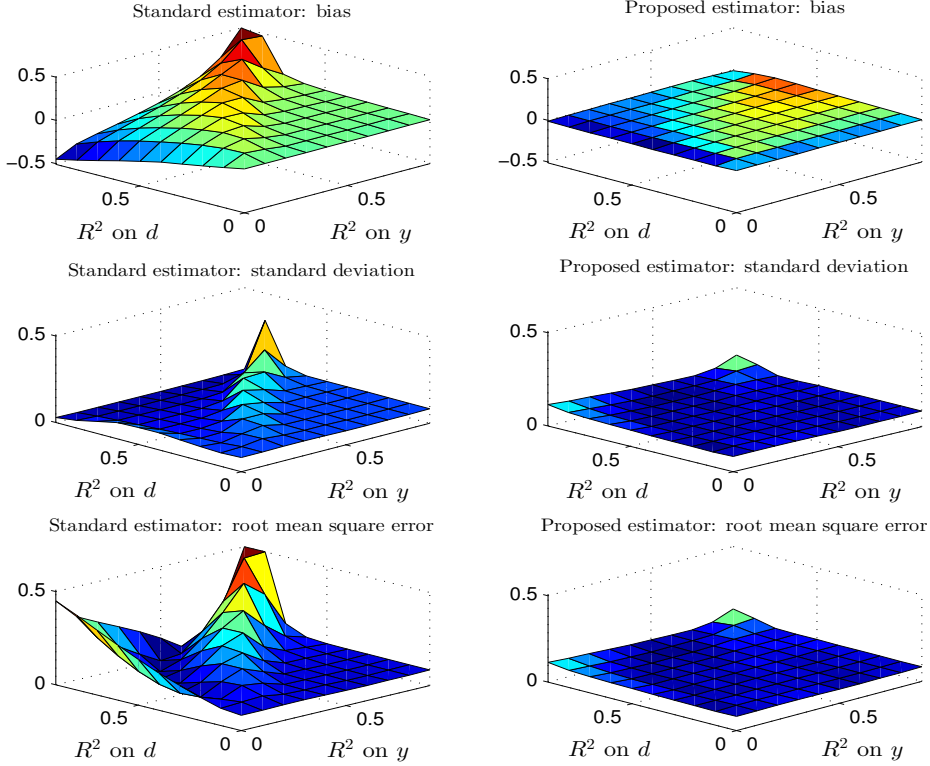 Standard estimator: bias
Proposed estimator: bias
0.5
0
−0.5
0.5
0
0
0.5
R² on d
R² on y
0.5
0
−0.5
0.5
0
0
0.5
R² on d
R² on y
Standard estimator: standard deviation
Proposed estimator: standard deviation
0.5
0
0.5
0
0
0.5
R² on d
R² on y
0.5
0
0.5
0
0
0.5
R² on d
R² on y
Standard estimator: root mean square error
Proposed estimator: root mean square error
0.5
0
0.5
0
0
0.5
R² on d
R² on y
0.5
0
0.5
0
0
0.5
R² on d
R² on y